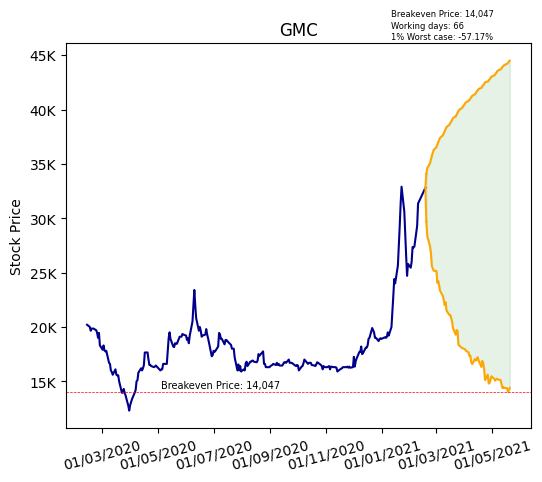 Breakeven Price: 14,047
Working days: 66
1% Worst case: -57.17%
GMC
45K
40K
35K
30K
25K
20K
15K
Stock Price
Breakeven Price: 14,047
01/03/2020
01/05/2020
01/07/2020
01/09/2020
01/11/2020
01/01/2021
01/03/2021
01/05/2021